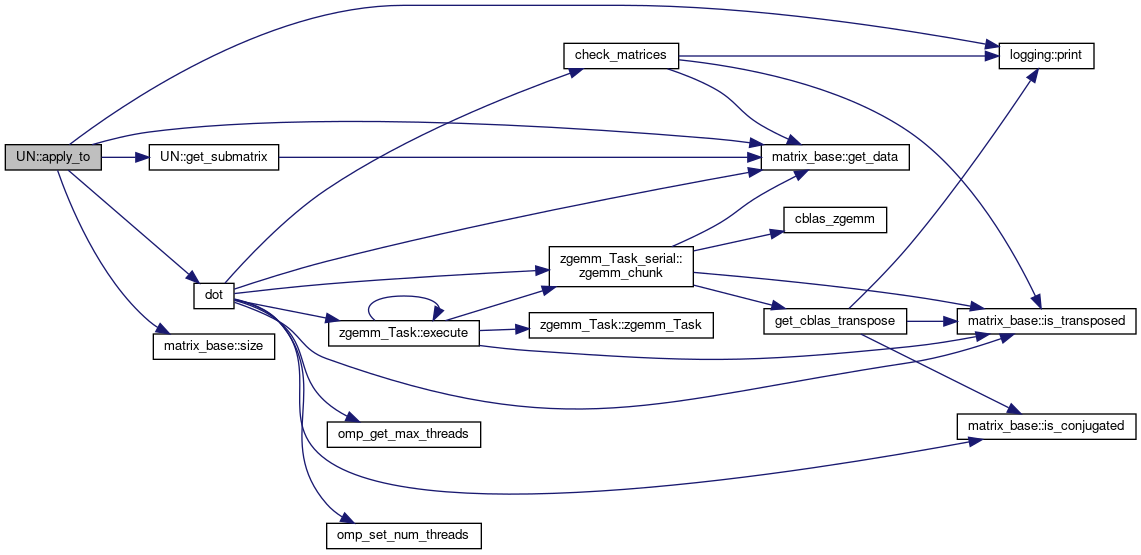 check_matrices
logging::print
UN::apply_to
UN::get_submatrix
matrix_base::get_data
cblas_zgemm
zgemm_Task_serial::
zgemm_chunk
dot
get_cblas_transpose
matrix_base::is_transposed
zgemm_Task::execute
zgemm_Task::zgemm_Task
matrix_base::size
omp_get_max_threads
matrix_base::is_conjugated
omp_set_num_threads